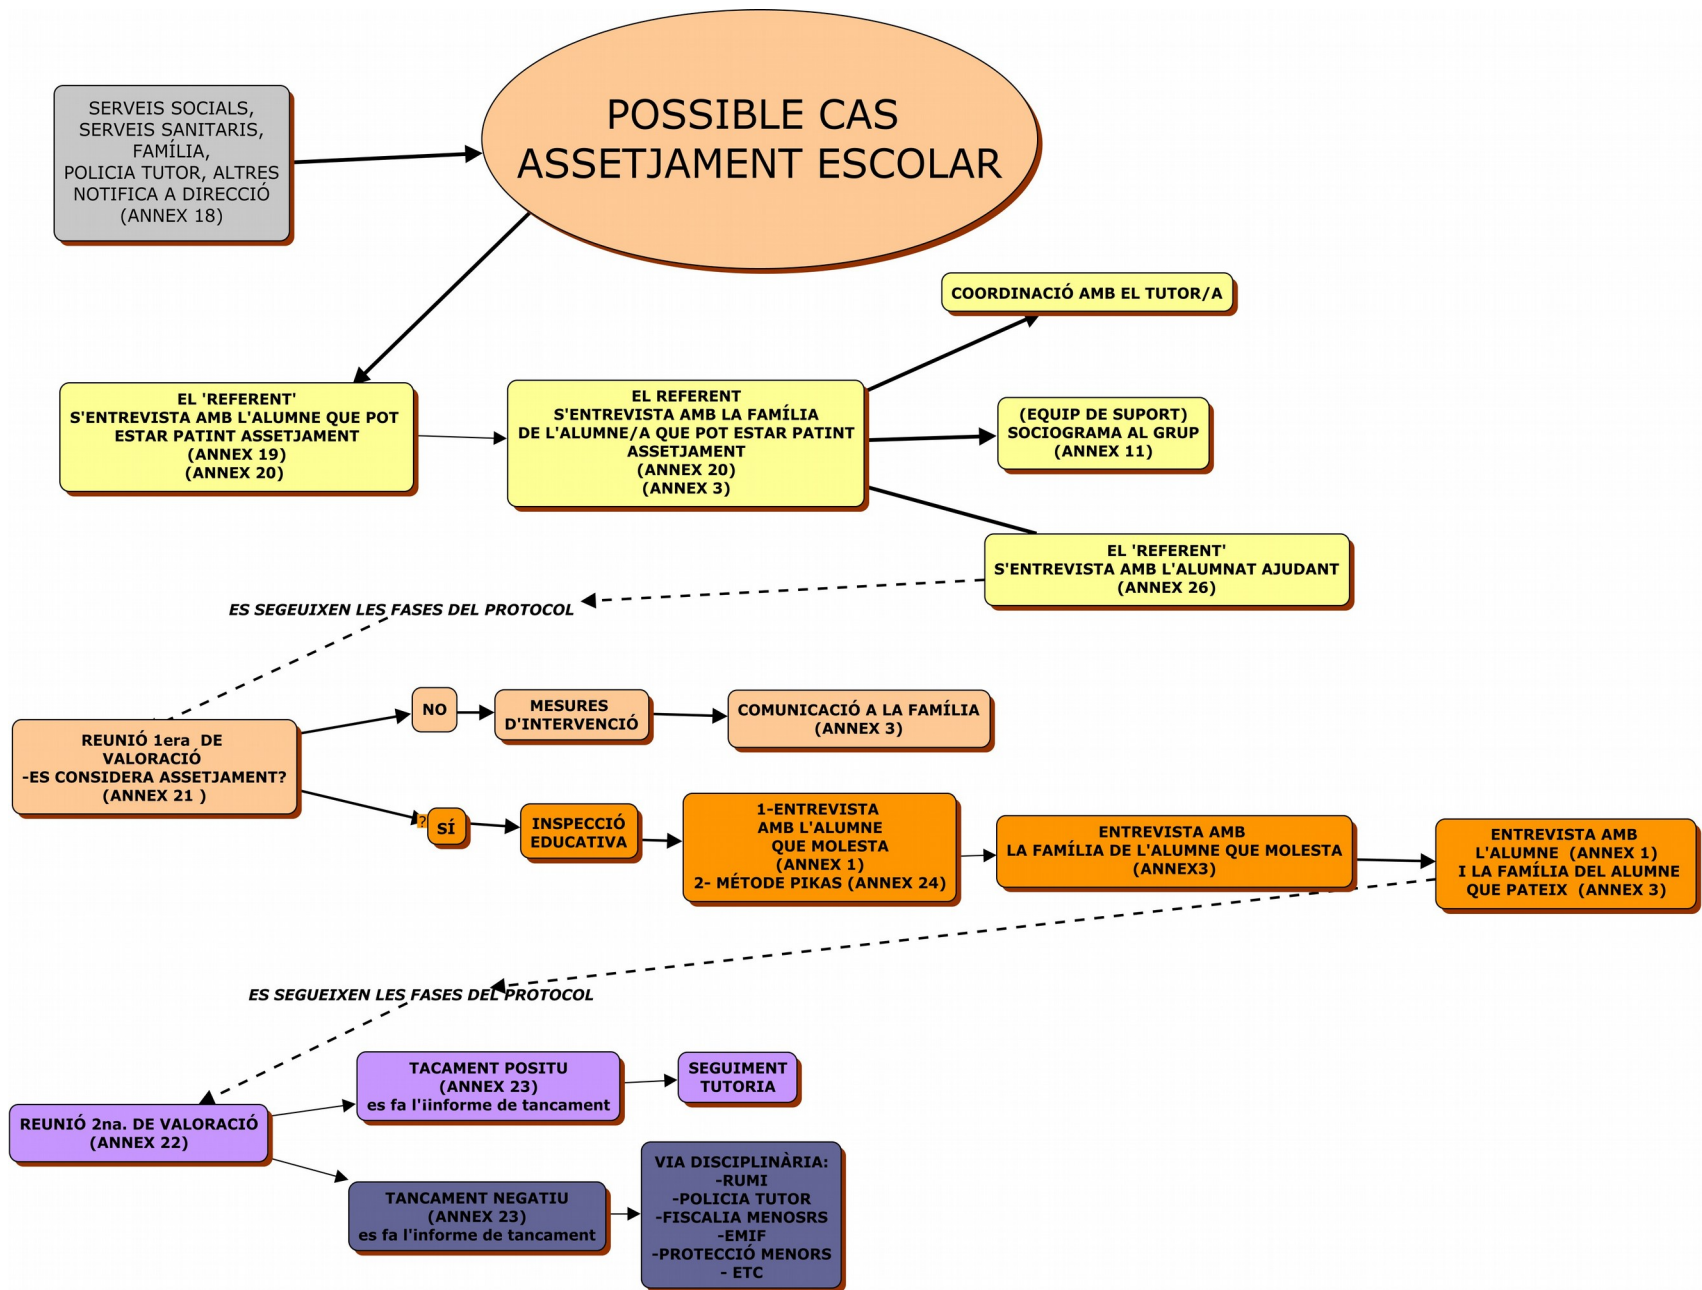 SERVEIS SOCIALS,
SERVEIS SANITARIS,
FAMÍLIA,
POLICIA TUTOR, ALTRES
NOTIFICA A DIRECCIÓ
(ANNEX 18)
POSSIBLE CAS
ASSETJAMENT ESCOLAR
COORDINACIÓ AMB EL TUTOR/A
EL 'REFERENT'
S'ENTREVISTA AMB L'ALUMNE QUE POT
ESTAR PATINT ASSETJAMENT
(ANNEX 19)
(ANNEX 20)
EL REFERENT
S'ENTREVISTA AMB LA FAMÍLIA
DE L'ALUMNE/A QUE POT ESTAR PATINT
ASSETJAMENT
(ANNEX 20)
(ANNEX 3)
(EQUIP DE SUPORT)
SOCIOGRAMA AL GRUP
(ANNEX 11)
EL 'REFERENT'
S'ENTREVISTA AMB L'ALUMNAT AJUDANT
(ANNEX 26)
ES SEGEUIXEN LES FASES DEL PROTOCOL
REUNIÓ 1era  DE
VALORACIÓ
-ES CONSIDERA ASSETJAMENT?
(ANNEX 21 )
NO
MESURES
D'INTERVENCIÓ
COMUNICACIÓ A LA FAMÍLIA
(ANNEX 3)
?
SÍ
INSPECCIÓ
EDUCATIVA
1-ENTREVISTA
AMB L'ALUMNE
QUE MOLESTA
(ANNEX 1)
2- MÉTODE PIKAS (ANNEX 24)
ENTREVISTA AMB
LA FAMÍLIA DE L'ALUMNE QUE MOLESTA
(ANNEX3)
ENTREVISTA AMB
L'ALUMNE  (ANNEX 1)
I LA FAMÍLIA DEL ALUMNE
QUE PATEIX  (ANNEX 3)
ES SEGUEIXEN LES FASES DEL PROTOCOL
REUNIÓ 2na. DE VALORACIÓ
(ANNEX 22)
TACAMENT POSITU
(ANNEX 23)
es fa l'iinforme de tancament
SEGUIMENT
TUTORIA
TANCAMENT NEGATIU
(ANNEX 23)
es fa l'informe de tancament
VIA DISCIPLINÀRIA:
-RUMI
-POLICIA TUTOR
-FISCALIA MENOSRS
-EMIF
-PROTECCIÓ MENORS
- ETC